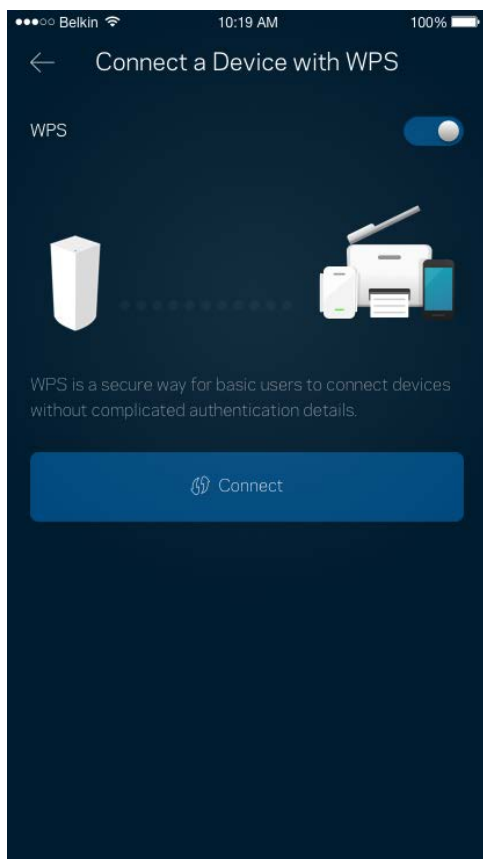 Belkin 10:19 AM 100%
Connect a Device with WPS
WPS
WPS is a secure way for basic users to connect devices
without complicated authentication details.
Connect